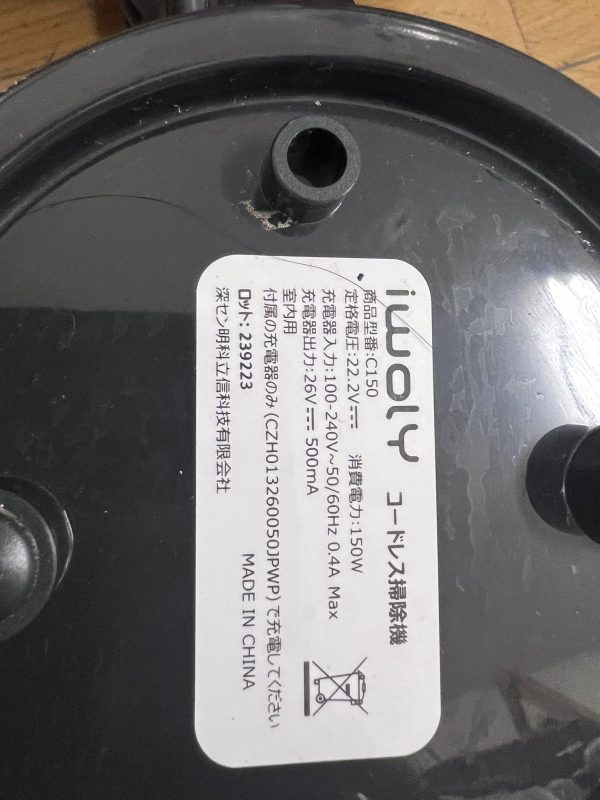 iwoly コードレス掃除機
商品型番:C150
定格電圧:22.2V⎓ 消費電力:150W
充電器入力:100-240V~50/60Hz 0.4A Max
充電器出力:26V⎓ 500mA
室内用
付属の充電器のみ (CZH013260050JPWP) で充電してください
ロット: 239223
MADE IN CHINA
深セン明科立信科技有限会社